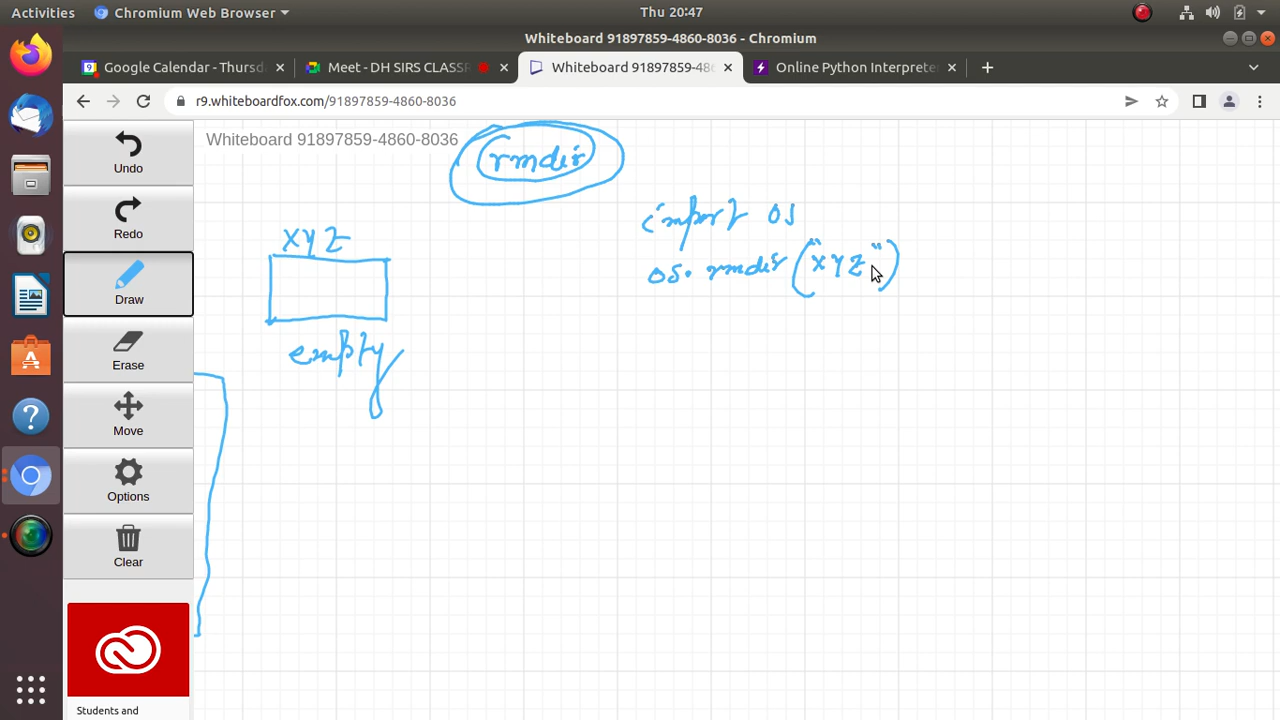 Activities
Chromium Web Browser
Thu 20:47
Whiteboard 91897859-4860-8036 - Chromium
Google Calendar - Thursd
Meet - DH SIRS CLASSR
Whiteboard 91897859-486
Online Python Interprete
r9.whiteboardfox.com/91897859-4860-8036
Whiteboard 91897859-4860-8036
Undo
Redo
Draw
Erase
Move
Options
Clear
Students and
rmdir
XYZ
empty
import os
os. rmdir ("XYZ")